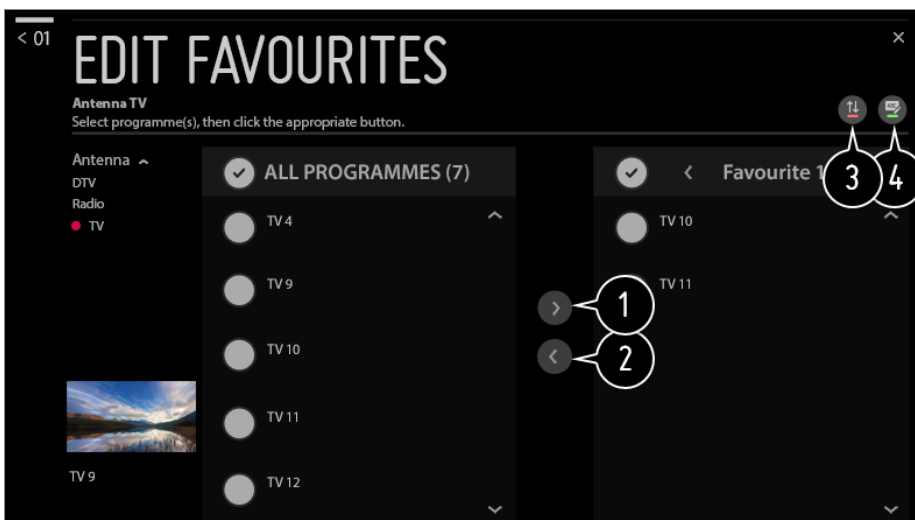 < 01
EDIT FAVOURITES
Antenna TV
Select programme(s), then click the appropriate button.
ABC
3
4
Antenna
DTV
Radio
TV
ALL PROGRAMMES (7)
TV 4
TV 9
TV 10
TV 11
TV 12
1
2
Favourite 1
TV 10
TV 11
TV 9